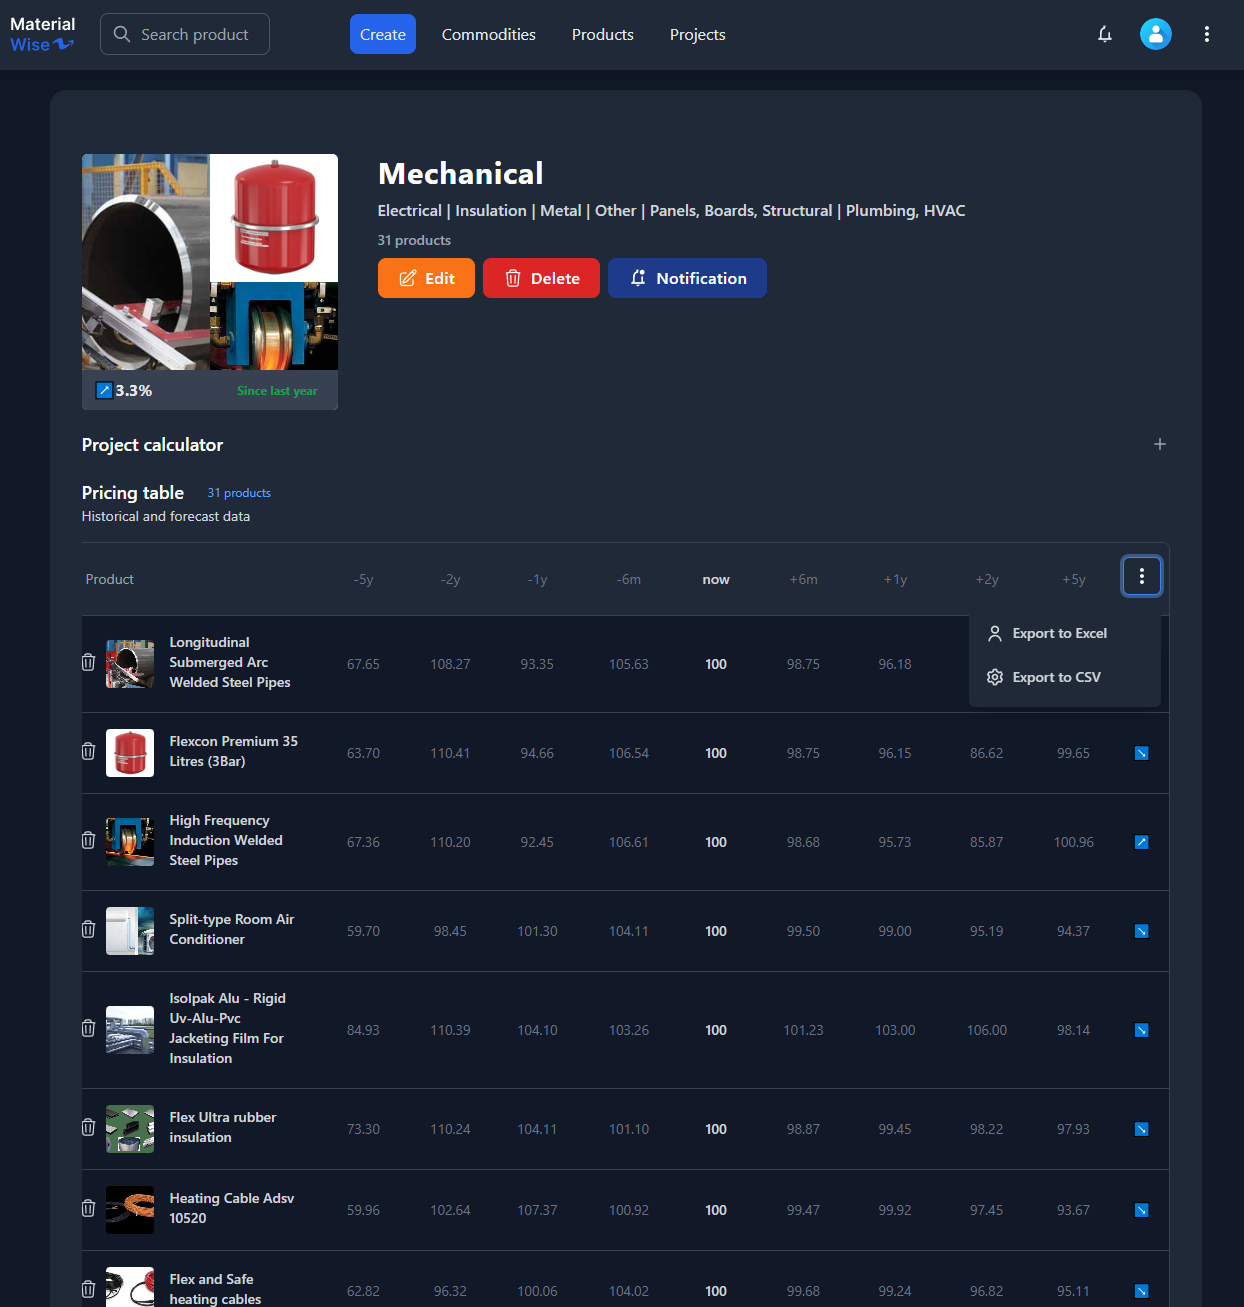 Material
Wise
Search product
Create
Commodities
Products
Projects
Mechanical
Electrical | Insulation | Metal | Other | Panels, Boards, Structural | Plumbing, HVAC
31 products
Edit
Delete
Notification
3.3%
Since last year
Project calculator
Pricing table
31 products
Historical and forecast data
Product -5y -2y -1y -6m now +6m +1y +2y +5y
Export to Excel
Export to CSV
Longitudinal
Submerged Arc
Welded Steel Pipes
67.65 108.27 93.35 105.63 100 98.75 96.18
Flexcon Premium 35
Litres (3Bar)
63.70 110.41 94.66 106.54 100 98.75 96.15 86.62 99.65
High Frequency
Induction Welded
Steel Pipes
67.36 110.20 92.45 106.61 100 98.68 95.73 85.87 100.96
Split-type Room Air
Conditioner
59.70 98.45 101.30 104.11 100 99.50 99.00 95.19 94.37
Isolpak Alu - Rigid
Uv-Alu-Pvc
Jacketing Film For
Insulation
84.93 110.39 104.10 103.26 100 101.23 103.00 106.00 98.14
Flex Ultra rubber
insulation
73.30 110.24 104.11 101.10 100 98.87 99.45 98.22 97.93
Heating Cable Adsv
10520
59.96 102.64 107.37 100.92 100 99.47 99.92 97.45 93.67
Flex and Safe
heating cables
62.82 96.32 100.06 104.02 100 99.68 99.24 96.82 95.11